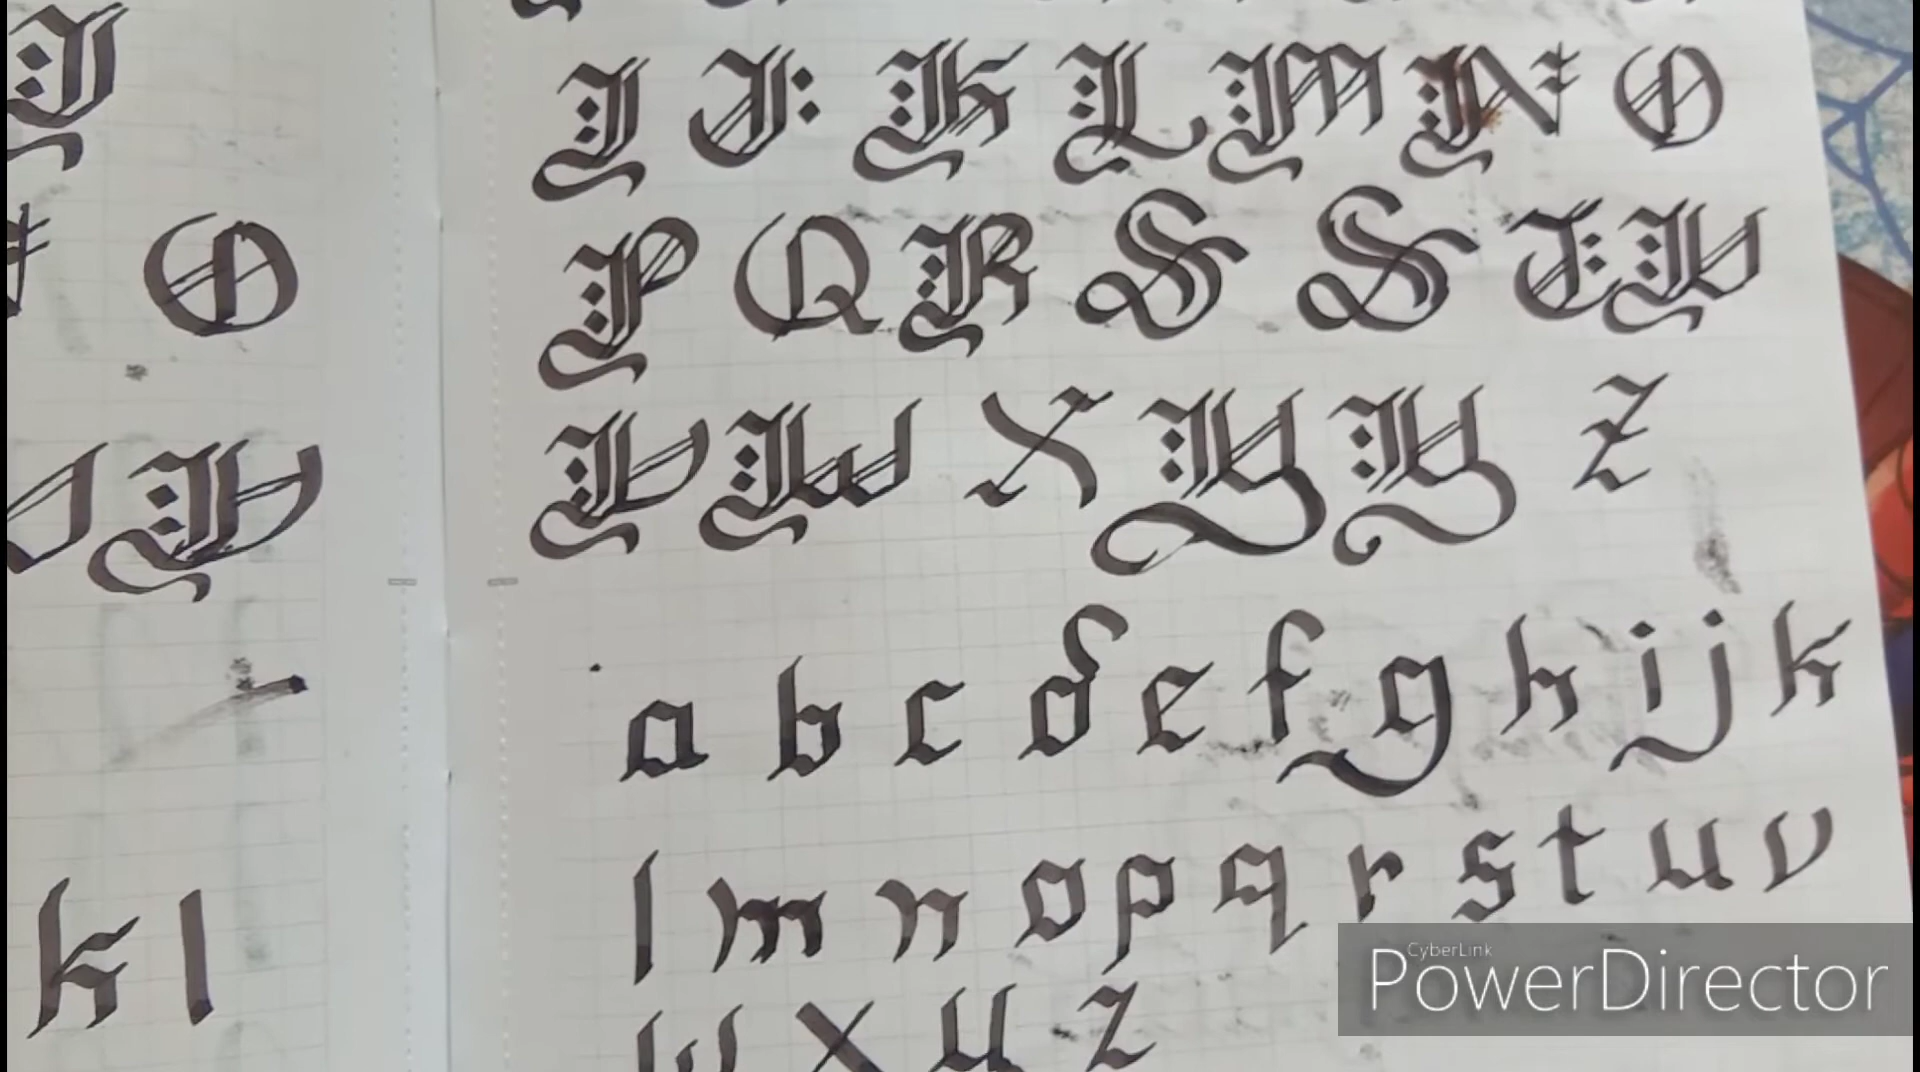 I J K L M N O
P Q R S S T U
V W X Y Y Z
a b c d e f g h i j k
l m n o p q r s t u v
w x y z
O
k l
CyberLink
PowerDirector